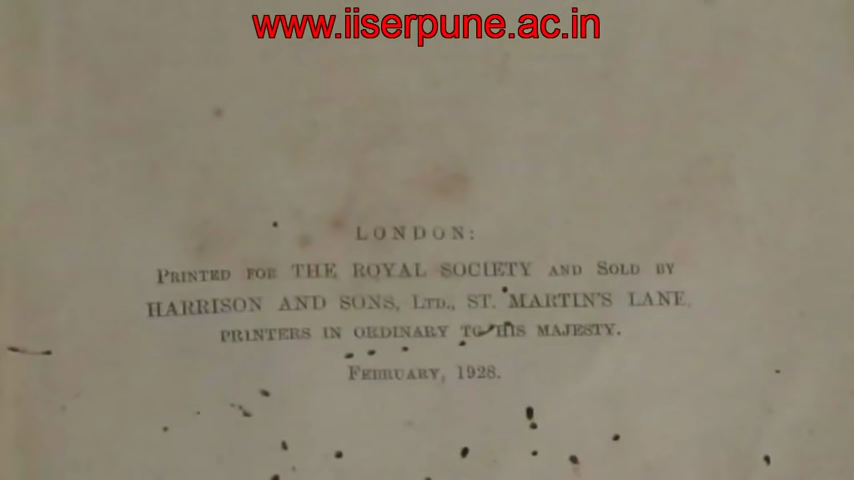 www.iiserpune.ac.in
LONDON:
PRINTED FOR THE ROYAL SOCIETY AND SOLD BY
HARRISON AND SONS, LTD., ST. MARTIN'S LANE,
PRINTERS IN ORDINARY TO HIS MAJESTY.
FEBRUARY, 1928.